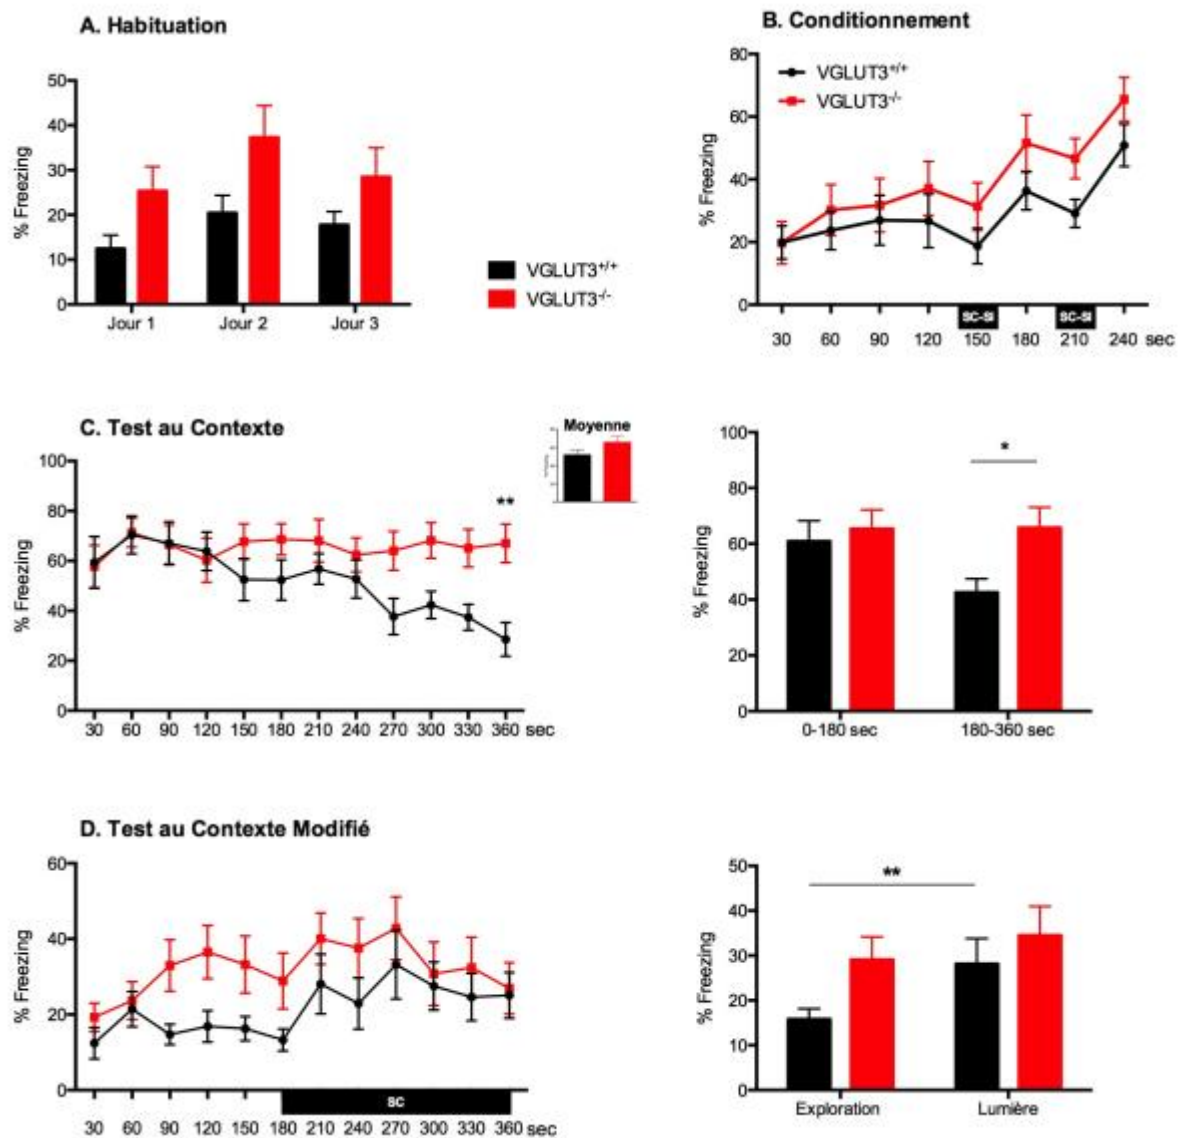 A. Habituation
% Freezing
50
40
30
20
10
0
Jour 1 Jour 2 Jour 3
VGLUT3+/+
VGLUT3-/-
B. Conditionnement
% Freezing
80
60
40
20
0
VGLUT3+/+
VGLUT3-/-
SC-SI SC-SI
30 60 90 120 150 180 210 240 sec
C. Test au Contexte
% Freezing
100
80
60
40
20
0
**
30 60 90 120 150 180 210 240 270 300 330 360 sec
Moyenne
% Freezing
100
80
60
40
20
0
*
0-180 sec 180-360 sec
D. Test au Contexte Modifié
% Freezing
60
40
20
0
SC
30 60 90 120 150 180 210 240 270 300 330 360 sec
% Freezing
50
40
30
20
10
0
**
Exploration Lumière